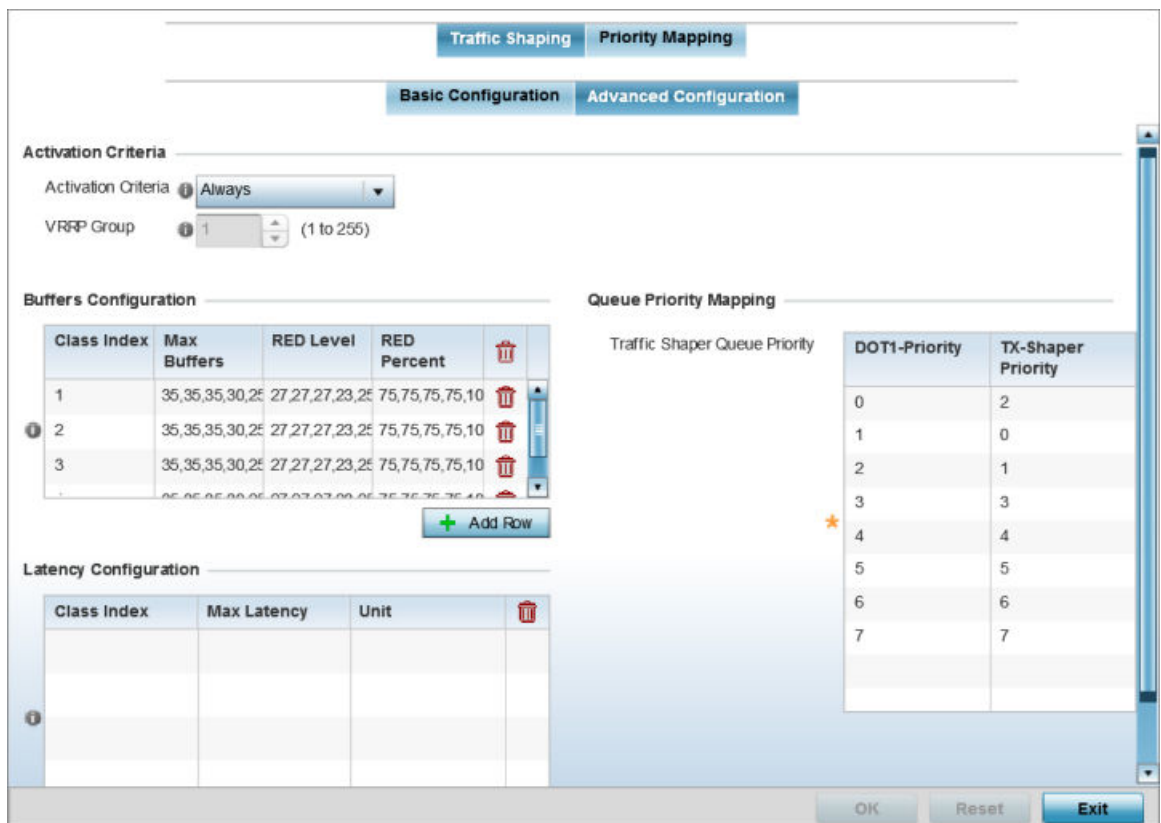 Traffic Shaping Priority Mapping
Basic Configuration Advanced Configuration
Activation Criteria
Activation Criteria Always
VRRP Group 1 (1 to 255)
Buffers Configuration
Class Index Max Buffers RED Level RED Percent
1 35,35,35,30,25 27,27,27,23,25 75,75,75,75,10
2 35,35,35,30,25 27,27,27,23,25 75,75,75,75,10
3 35,35,35,30,25 27,27,27,23,25 75,75,75,75,10
Add Row
Latency Configuration
Class Index Max Latency Unit
Queue Priority Mapping
Traffic Shaper Queue Priority
DOT1-Priority TX-Shaper Priority
0 2
1 0
2 1
3 3
4 4
5 5
6 6
7 7
OK Reset Exit